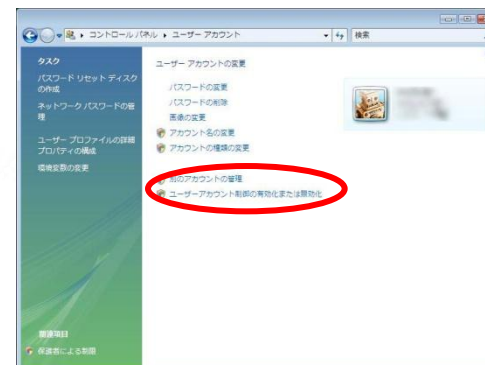 コントロール パネル ▸ ユーザー アカウント
検索
タスク
パスワード リセット ディスク
の作成
ネットワーク パスワードの管
理
ユーザー プロファイルの詳細
プロパティの構成
環境変数の変更
関連項目
保護者による制限
ユーザー アカウントの変更
パスワードの変更
パスワードの削除
画像の変更
アカウント名の変更
アカウントの種類の変更
別のアカウントの管理
ユーザーアカウント制御の有効化または無効化